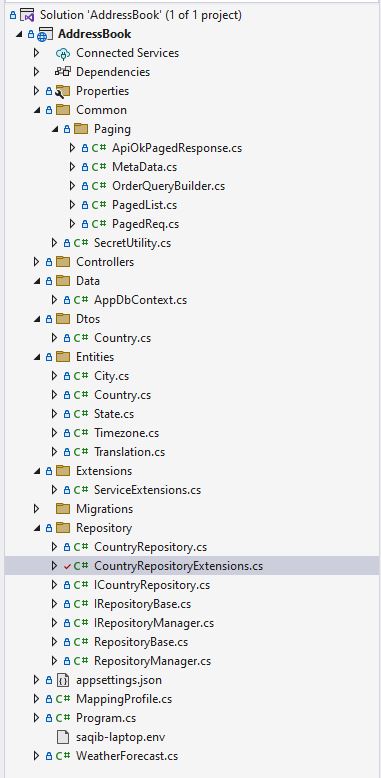 Solution 'AddressBook' (1 of 1 project)
AddressBook
Connected Services
Dependencies
Properties
Common
Paging
C# ApiOkPagedResponse.cs
C# MetaData.cs
C# OrderQueryBuilder.cs
C# PagedList.cs
C# PagedReq.cs
C# SecretUtility.cs
Controllers
Data
C# AppDbContext.cs
Dtos
C# Country.cs
Entities
C# City.cs
C# Country.cs
C# State.cs
C# Timezone.cs
C# Translation.cs
Extensions
C# ServiceExtensions.cs
Migrations
Repository
C# CountryRepository.cs
C# CountryRepositoryExtensions.cs
C# ICountryRepository.cs
C# IRepositoryBase.cs
C# IRepositoryManager.cs
C# RepositoryBase.cs
C# RepositoryManager.cs
appsettings.json
C# MappingProfile.cs
C# Program.cs
saqib-laptop.env
C# WeatherForecast.cs